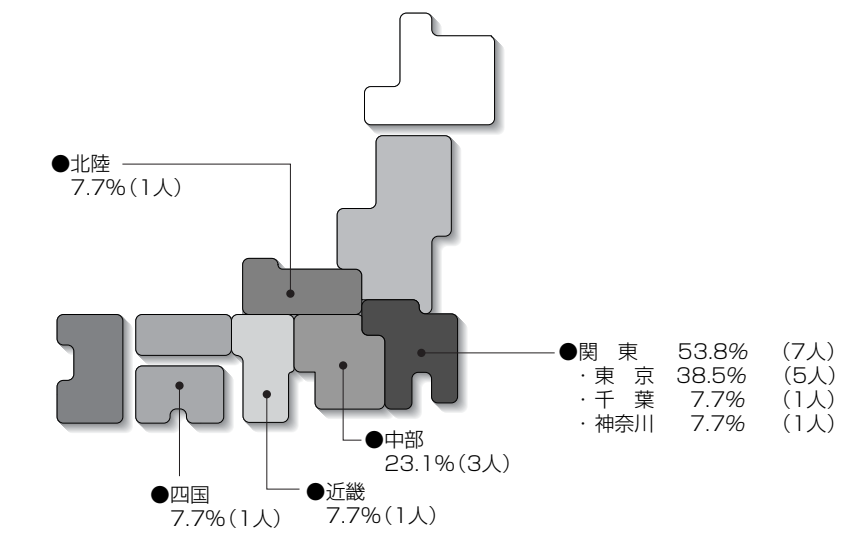 ●北陸
7.7%(1人)
●関　東　53.8%　(7人)
・東　京　38.5%　(5人)
・千　葉　7.7%　(1人)
・神奈川　7.7%　(1人)
●中部
23.1%(3人)
●四国
7.7%(1人)
●近畿
7.7%(1人)